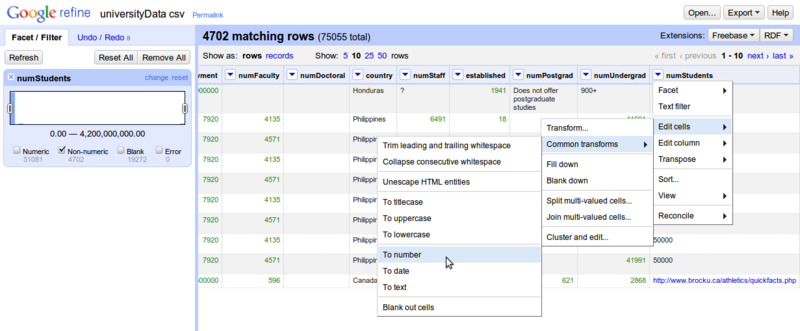 Google refine universityData csv Permalink
Open... Export Help
Facet / Filter Undo / Redo 8
4702 matching rows (75055 total)
Extensions: Freebase RDF
Refresh Reset All Remove All
Show as: rows records Show: 5 10 25 50 rows
« first ‹ previous 1 - 10 next › last »
numStudents change reset
0.00 — 4,200,000,000.00
Numeric 51081
Non-numeric 4702
Blank 19272
Error 0
wment numFaculty numDoctoral country numStaff established numPostgrad numUndergrad numStudents
00000 Honduras ? 1941 Does not offer postgraduate studies 900+
7920 4135 Philippines 6491 18
7920 4571 Philippin
7920 4135 Philippin
7920 4571 Philippin
7920 4135 Philippin
7920 4571 Philippin
7920 4135 Philippin 50000
7920 4571 Philippin 41991 50000
600000 596 Canada 621 2868 http://www.brocku.ca/athletics/quickfacts.php
Facet
Text filter
Edit cells
Edit column
Transpose
Sort...
View
Reconcile
Transform...
Common transforms
Fill down
Blank down
Split multi-valued cells...
Join multi-valued cells...
Cluster and edit...
Trim leading and trailing whitespace
Collapse consecutive whitespace
Unescape HTML entities
To titlecase
To uppercase
To lowercase
To number
To date
To text
Blank out cells